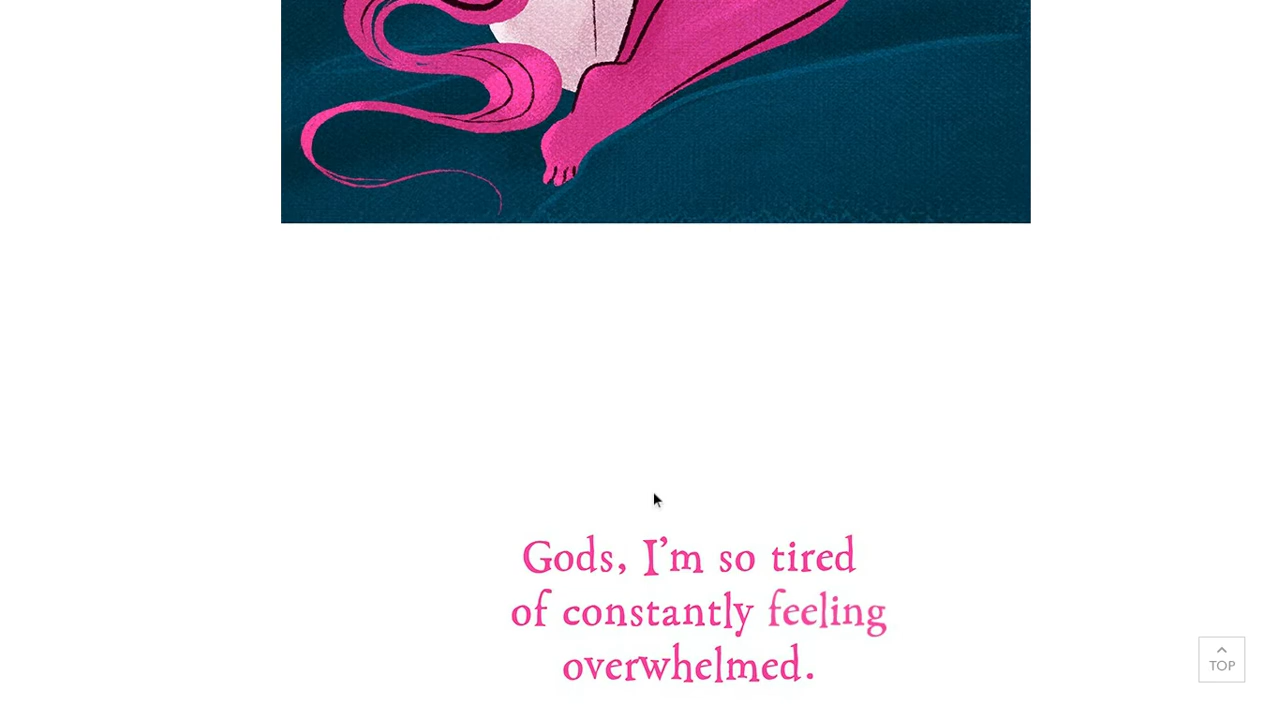 Gods, I'm so tired
of constantly feeling
overwhelmed.
TOP